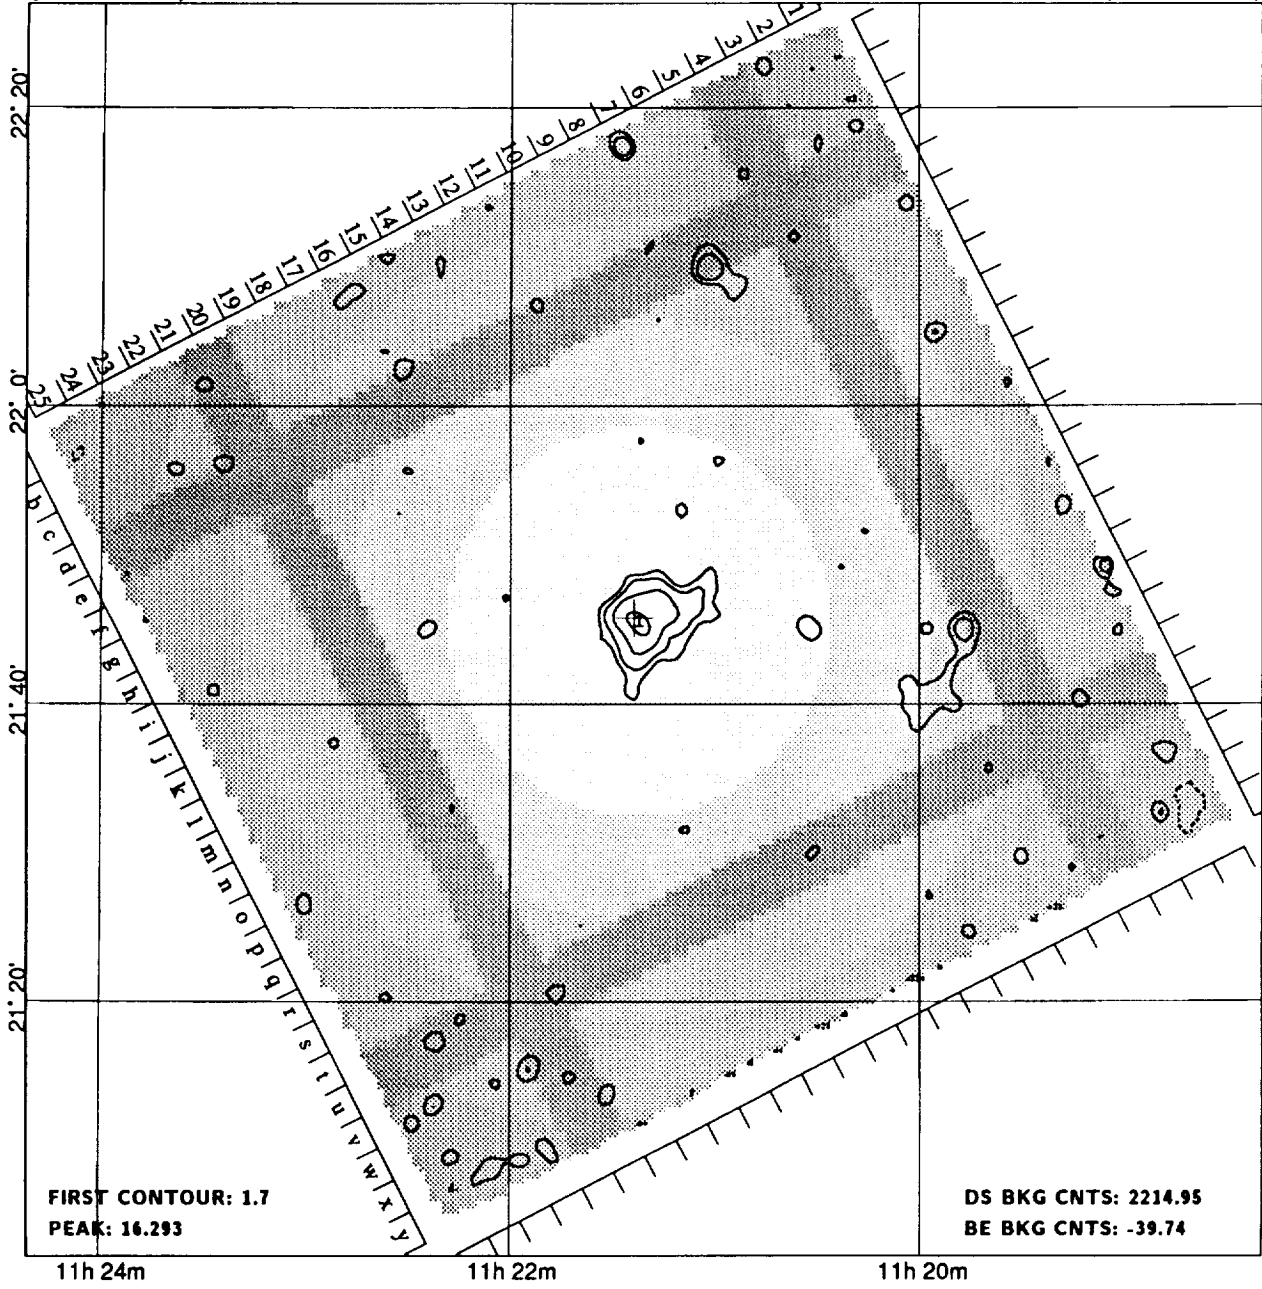 1 2 3 4 5 6 7 8 9 10 11 12 13 14 15 16 17 18 19 20 21 22 23 24 25
22° 20'
22° 0'
21° 40'
21° 20'
b c d e f g h i j k l m n o p q r s t u v w x y
1
FIRST CONTOUR: 1.7
PEAK: 16.293
DS BKG CNTS: 2214.95
BE BKG CNTS: -39.74
11h 24m 11h 22m 11h 20m